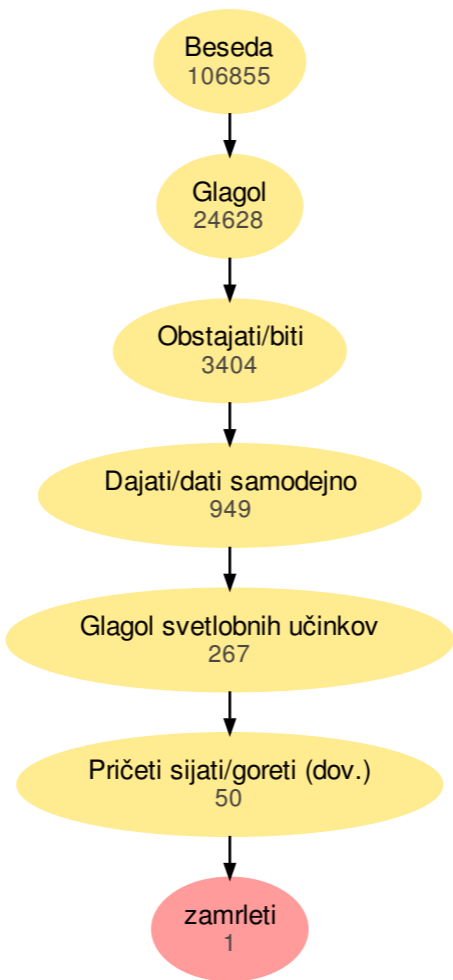 Beseda
106855
Glagol
24628
Obstajati/biti
3404
Dajati/dati samodejno
949
Glagol svetlobnih učinkov
267
Pričeti sijati/goreti (dov.)
50
zamrleti
1